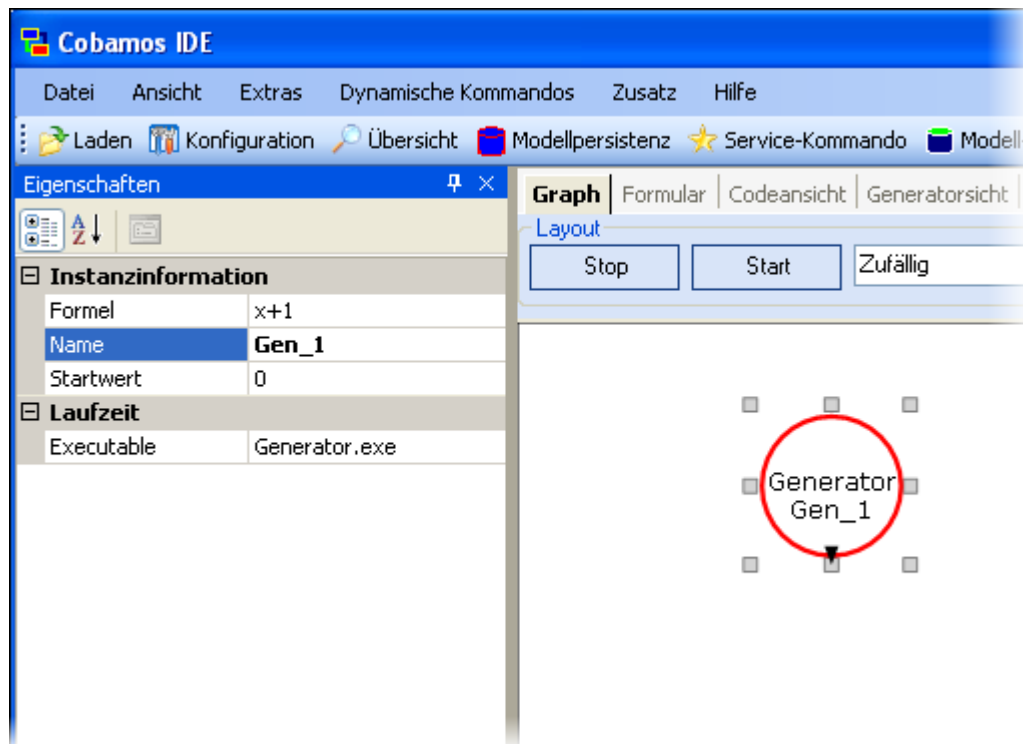 Cobamos IDE
Datei Ansicht Extras Dynamische Kommandos Zusatz Hilfe
Laden Konfiguration Übersicht Modellpersistenz Service-Kommando Modell
Eigenschaften
Graph Formular Codeansicht Generatorsicht
Layout
Stop Start Zufällig
Instanzinformation
Formel x+1
Name Gen_1
Startwert 0
Laufzeit
Executable Generator.exe
Generator
Gen_1